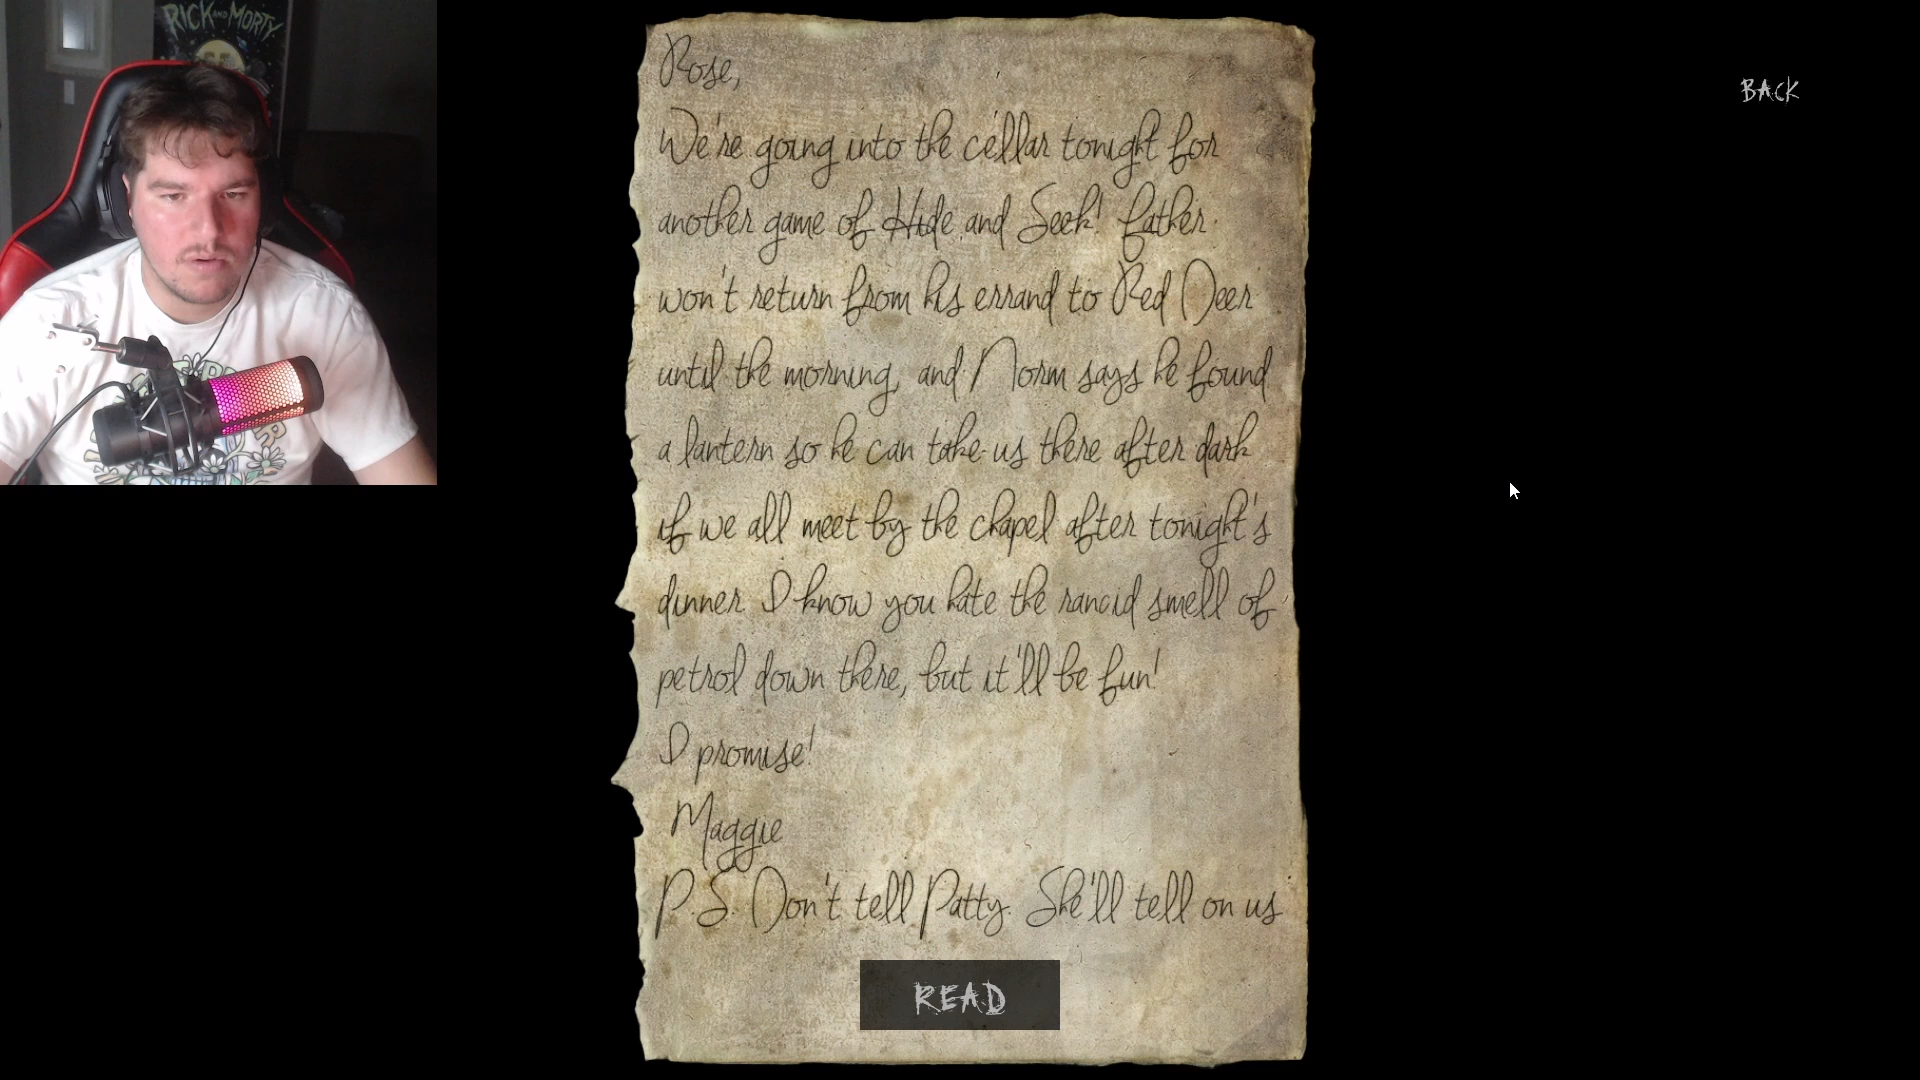 RICK AND MORTY
BACK
Rose,
We're going into the cellar tonight for
another game of Hide and Seek! Father
won't return from his errand to Red Deer
until the morning, and Norm says he found
a lantern so he can take us there after dark
if we all meet by the chapel after tonight's
dinner. I know you hate the rancid smell of
petrol down there, but it'll be fun!
I promise!
Maggie
P.S. Don't tell Patty. She'll tell on us
READ